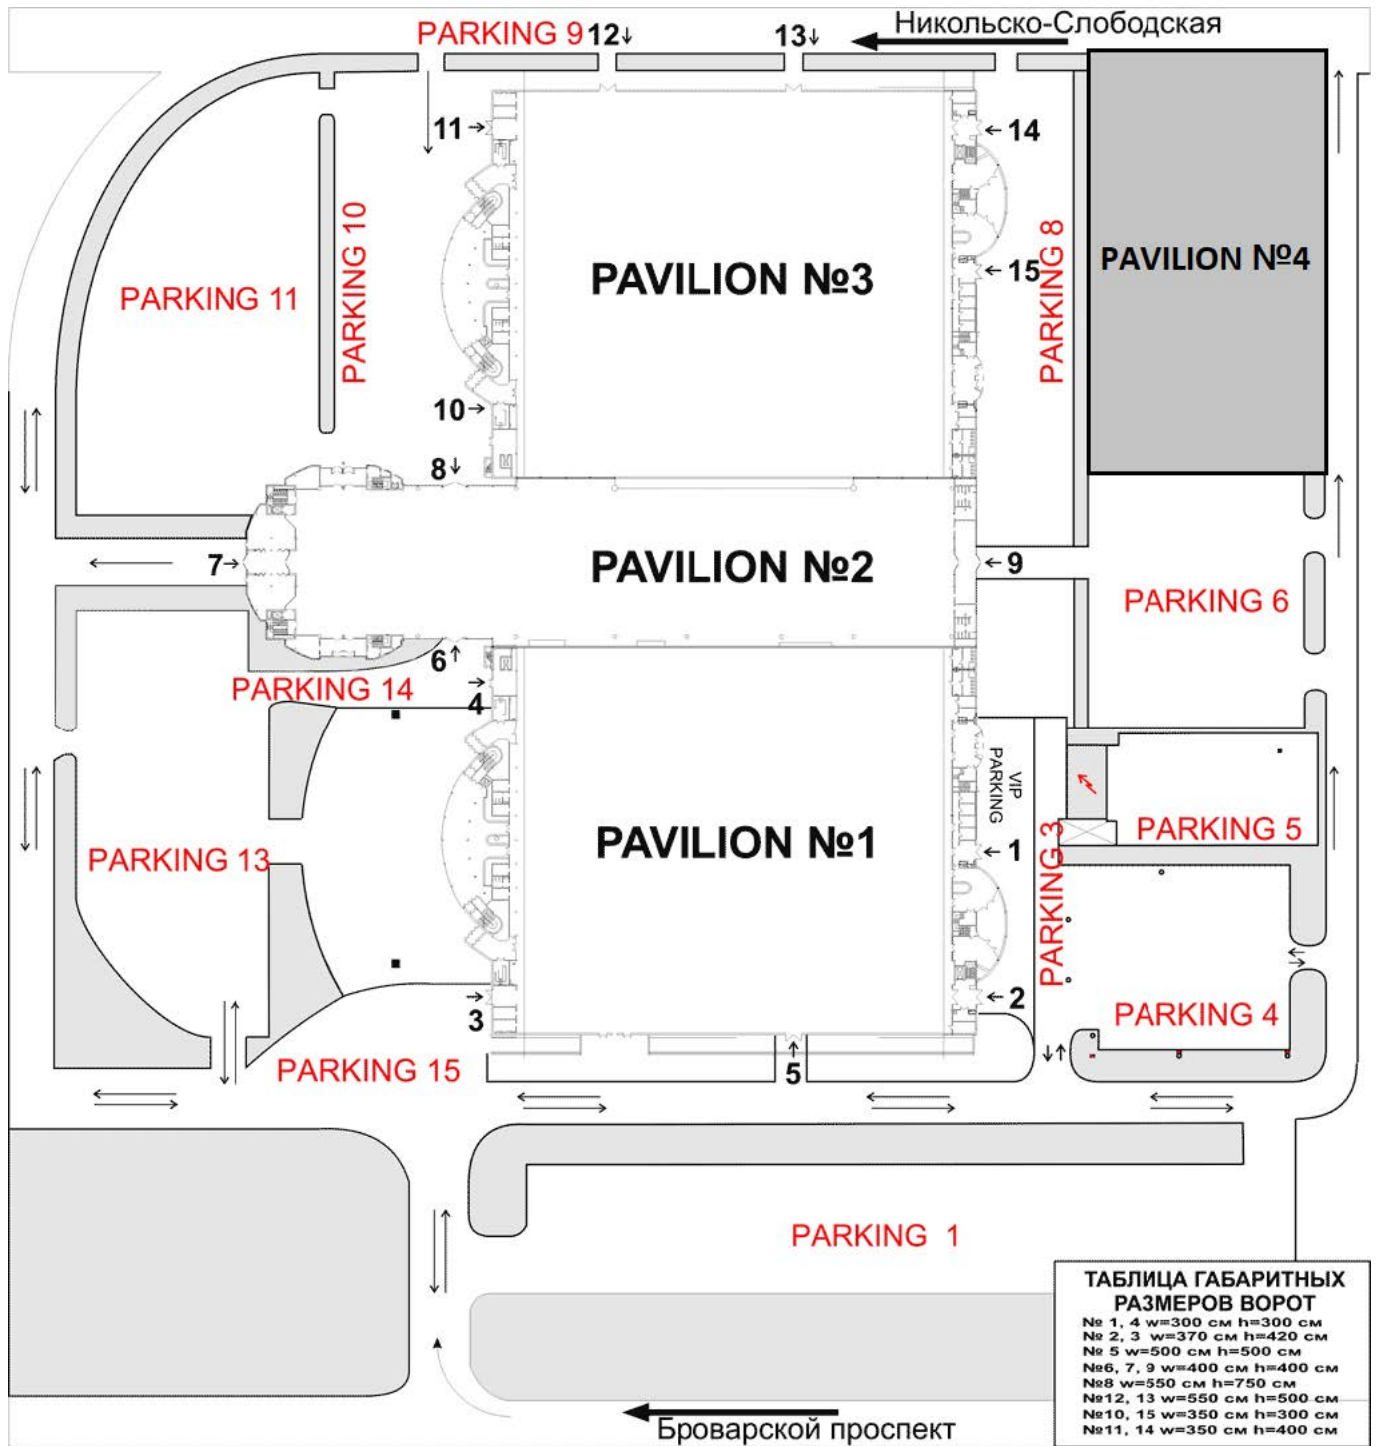 Никольско-Слободская
PARKING 9
12
13
11
14
PARKING 10
PARKING 8
PAVILION №4
PAVILION №3
15
PARKING 11
10
8
7
PAVILION №2
9
PARKING 6
6
PARKING 14
4
VIP
PARKING
PARKING 5
PARKING 3
PAVILION №1
1
PARKING 13
3
2
PARKING 4
PARKING 15
5
PARKING 1
ТАБЛИЦА ГАБАРИТНЫХ
РАЗМЕРОВ ВОРОТ
№ 1, 4 w=300 см h=300 см
№ 2, 3 w=370 см h=420 см
№ 5 w=500 см h=500 см
№6, 7, 9 w=400 см h=400 см
№8 w=550 см h=750 см
№12, 13 w=550 см h=500 см
№10, 15 w=350 см h=300 см
№11, 14 w=350 см h=400 см
Броварской проспект